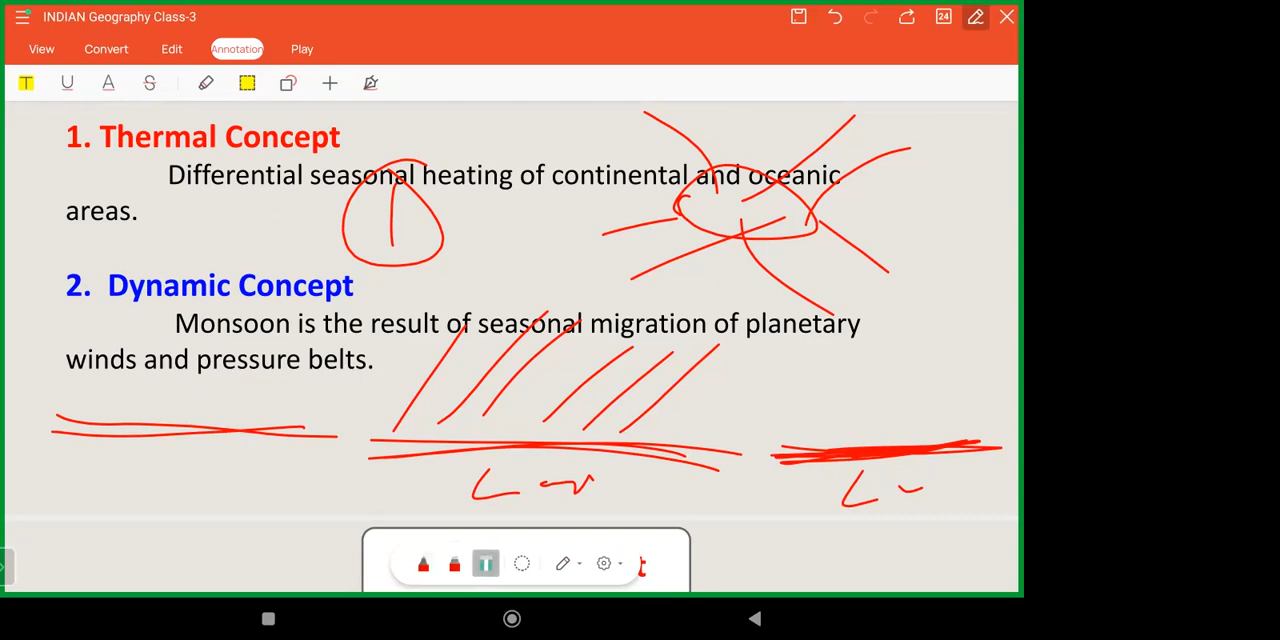 INDIAN Geography Class-3
24
View Convert Edit Annotation Play
T U A S
1. Thermal Concept
Differential seasonal heating of continental and oceanic
areas.
2. Dynamic Concept
Monsoon is the result of seasonal migration of planetary
winds and pressure belts.